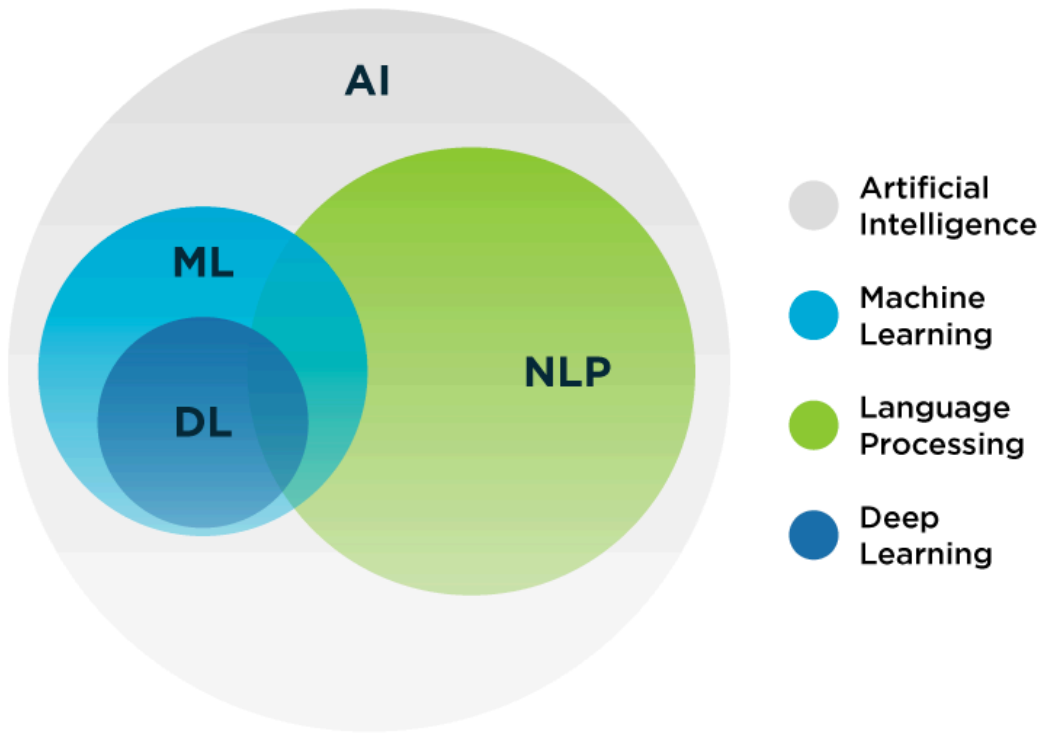 AI
ML
DL
NLP
Artificial
Intelligence
Machine
Learning
Language
Processing
Deep
Learning